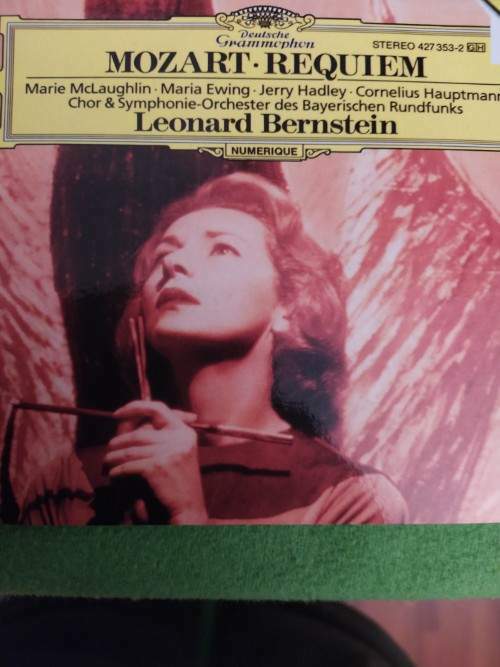 Deutsche
Grammophon
STEREO 427 353-2 GH
MOZART · REQUIEM
Marie McLaughlin · Maria Ewing · Jerry Hadley · Cornelius Hauptmann
Chor & Symphonie-Orchester des Bayerischen Rundfunks
Leonard Bernstein
NUMERIQUE